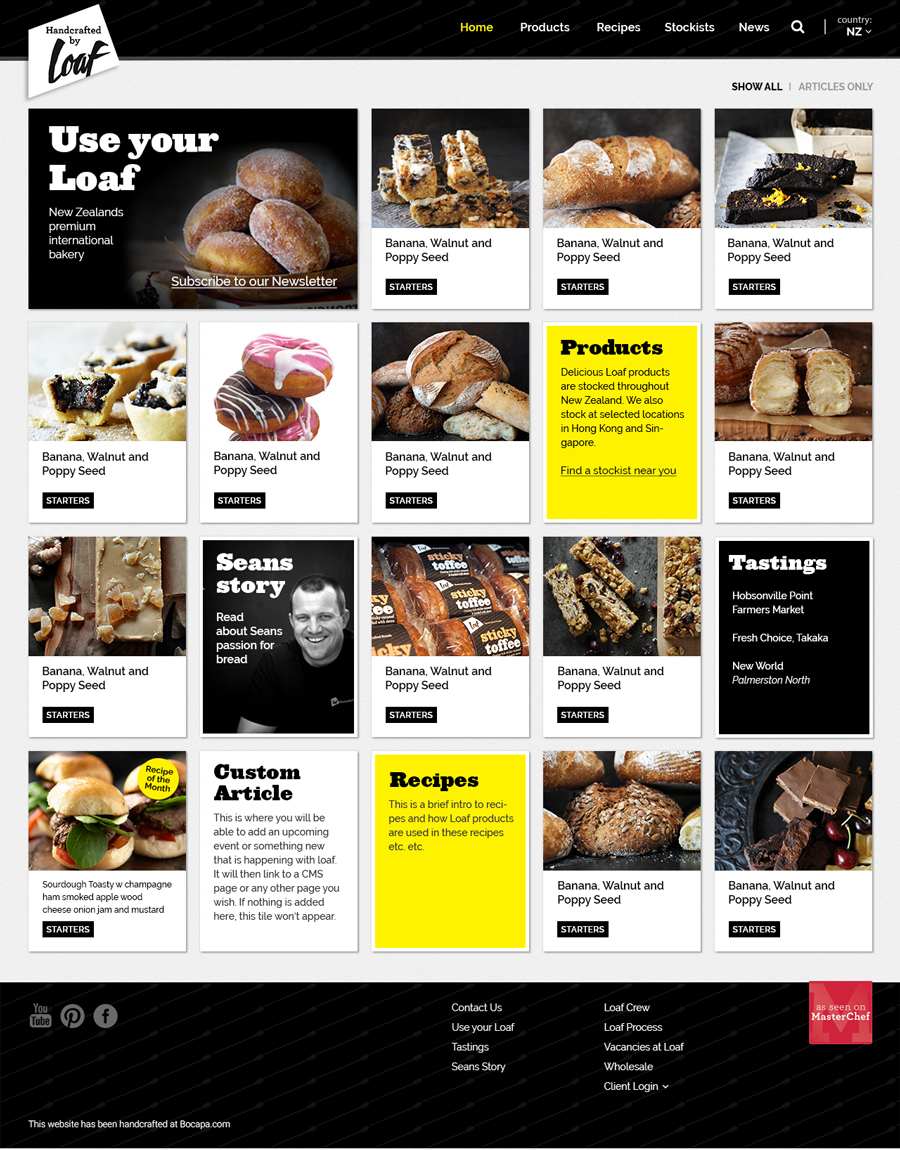 Handcrafted
by
Loaf
Home
Products
Recipes
Stockists
News
country:
NZ
SHOW ALL | ARTICLES ONLY
Use your
Loaf
New Zealands
premium
international
bakery
Subscribe to our Newsletter
Banana, Walnut and
Poppy Seed
STARTERS
Banana, Walnut and
Poppy Seed
STARTERS
Banana, Walnut and
Poppy Seed
STARTERS
Banana, Walnut and
Poppy Seed
STARTERS
Banana, Walnut and
Poppy Seed
STARTERS
Banana, Walnut and
Poppy Seed
STARTERS
Products
Delicious Loaf products
are stocked throughout
New Zealand. We also
stock at selected locations
in Hong Kong and Sin-
gapore.
Find a stockist near you
Banana, Walnut and
Poppy Seed
STARTERS
Banana, Walnut and
Poppy Seed
STARTERS
Seans
story
Read
about Seans
passion for
bread
sticky
toffee
sticky
toffee
sticky
toffee
Banana, Walnut and
Poppy Seed
STARTERS
Banana, Walnut and
Poppy Seed
STARTERS
Tastings
Hobsonville Point
Farmers Market
Fresh Choice, Takaka
New World
Palmerston North
Recipe
of the
Month
Sourdough Toasty w champagne
ham smoked apple wood
cheese onion jam and mustard
STARTERS
Custom
Article
This is where you will be
able to add an upcoming
event or something new
that is happening with loaf.
It will then link to a CMS
page or any other page you
wish. If nothing is added
here, this tile won't appear.
Recipes
This is a brief intro to reci-
pes and how Loaf products
are used in these recipes
etc. etc.
Banana, Walnut and
Poppy Seed
STARTERS
Banana, Walnut and
Poppy Seed
STARTERS
You
Tube
Contact Us
Use your Loaf
Tastings
Seans Story
Loaf Crew
Loaf Process
Vacancies at Loaf
Wholesale
Client Login
as seen on
MasterChef
This website has been handcrafted at Bocapa.com